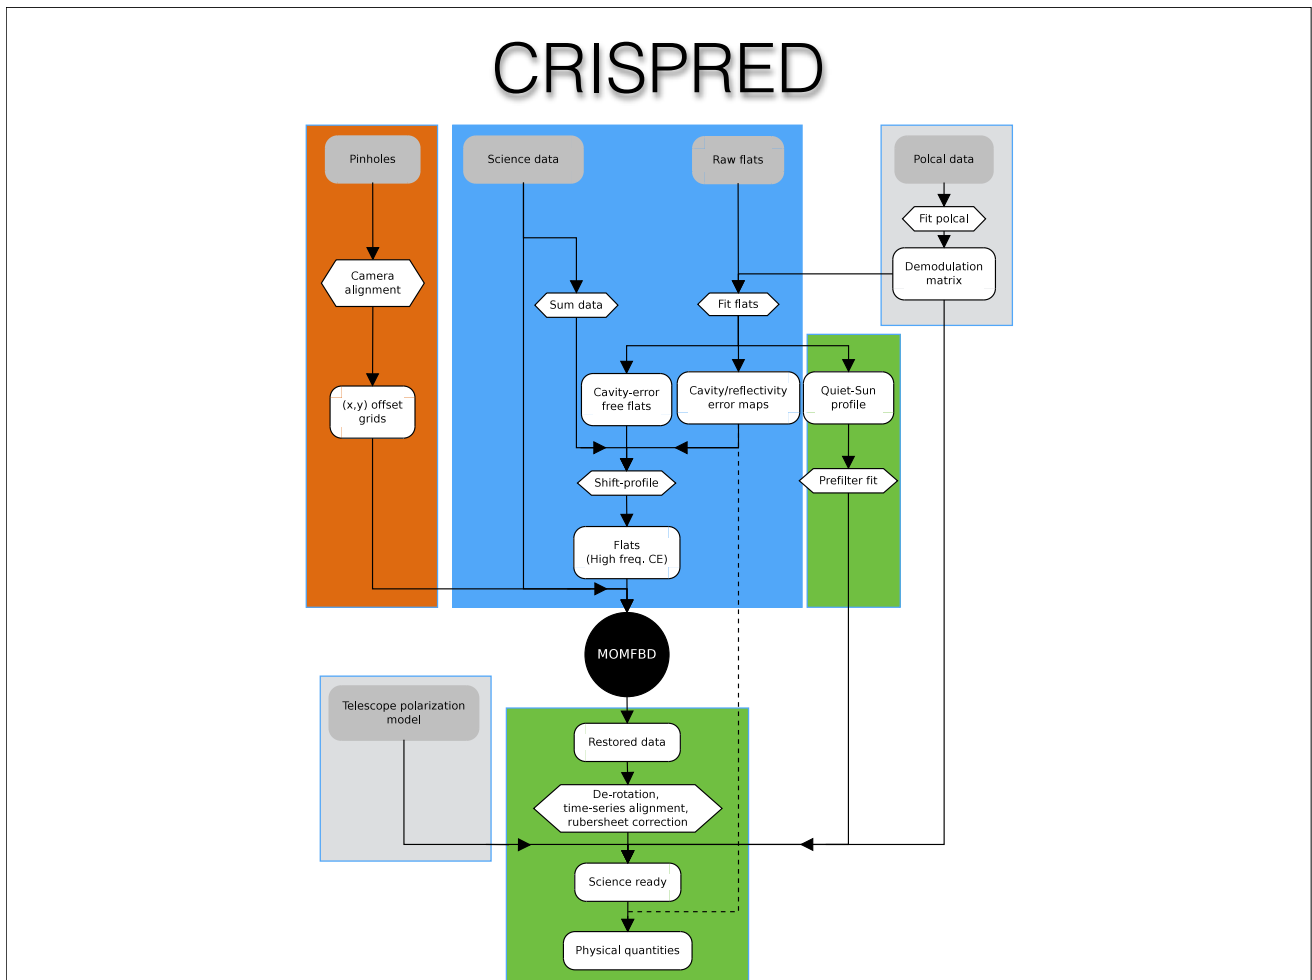 CRISPRED
Pinholes
Science data
Raw flats
Polcal data
Fit polcal
Camera
alignment
Demodulation
matrix
Sum data
Fit flats
(x,y) offset
grids
Cavity-error
free flats
Cavity/reflectivity
error maps
Quiet-Sun
profile
Shift-profile
Prefilter fit
Flats
(High freq. CE)
MOMFBD
Telescope polarization
model
Restored data
De-rotation,
time-series alignment,
rubersheet correction
Science ready
Physical quantities